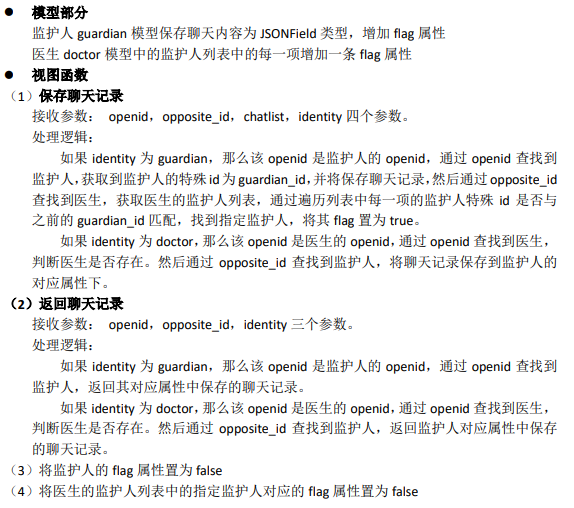 ● 模型部分
监护人 guardian 模型保存聊天内容为 JSONField 类型，增加 flag 属性
医生 doctor 模型中的监护人列表中的每一项增加一条 flag 属性
● 视图函数
（1）保存聊天记录
接收参数： openid，opposite_id，chatlist，identity 四个参数。
处理逻辑：
如果 identity 为 guardian，那么该 openid 是监护人的 openid，通过 openid 查找到
监护人，获取到监护人的特殊 id 为 guardian_id，并将保存聊天记录，然后通过 opposite_id
查找到医生，获取医生的监护人列表，通过遍历列表中每一项的监护人特殊 id 是否与
之前的 guardian_id 匹配，找到指定监护人，将其 flag 置为 true。
如果 identity 为 doctor，那么该 openid 是医生的 openid，通过 openid 查找到医生，
判断医生是否存在。然后通过 opposite_id 查找到监护人，将聊天记录保存到监护人的
对应属性下。
（2）返回聊天记录
接收参数： openid，opposite_id，identity 三个参数。
处理逻辑：
如果 identity 为 guardian，那么该 openid 是监护人的 openid，通过 openid 查找到
监护人，返回其对应属性中保存的聊天记录。
如果 identity 为 doctor，那么该 openid 是医生的 openid，通过 openid 查找到医生，
判断医生是否存在。然后通过 opposite_id 查找到监护人，返回监护人对应属性中保存
的聊天记录。
（3）将监护人的 flag 属性置为 false
（4）将医生的监护人列表中的指定监护人对应的 flag 属性置为 false